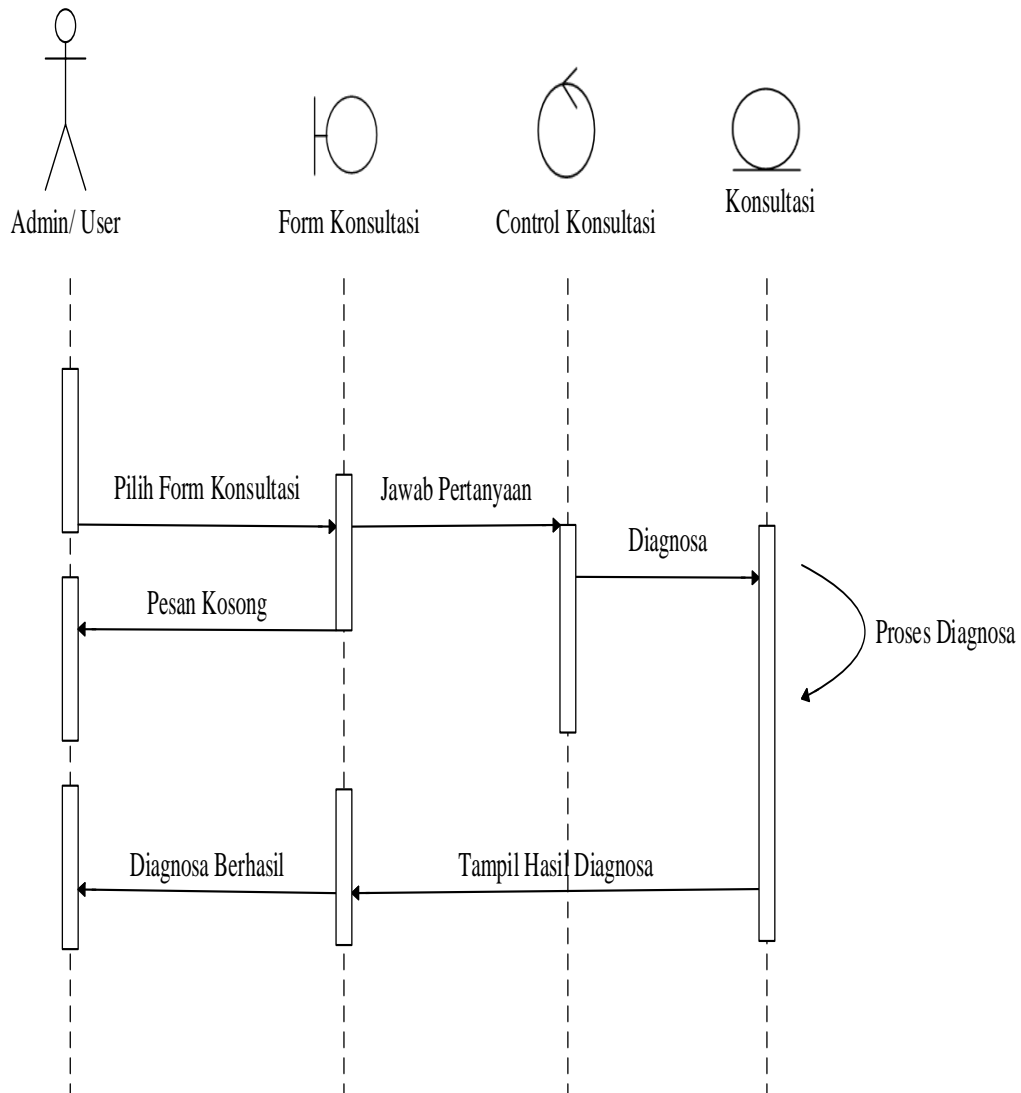 Admin/ User
Form Konsultasi
Control Konsultasi
Konsultasi
Pilih Form Konsultasi
Jawab Pertanyaan
Diagnosa
Pesan Kosong
Proses Diagnosa
Diagnosa Berhasil
Tampil Hasil Diagnosa